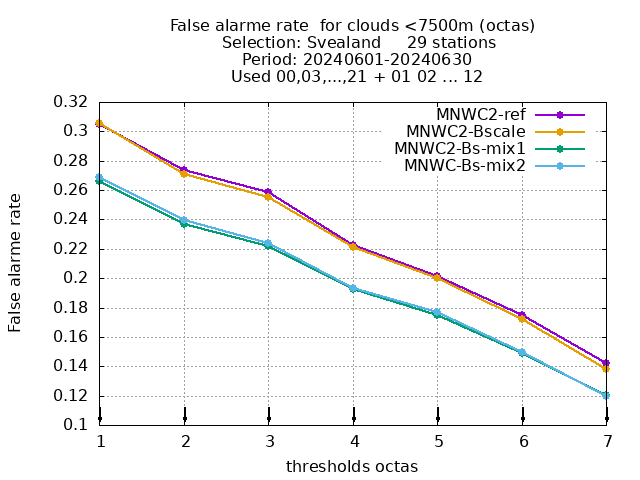 False alarme rate  for clouds <7500m (octas)
Selection: Svealand     29 stations
Period: 20240601-20240630
Used 00,03,...,21 + 01 02 ... 12
MNWC2-ref
MNWC2-Bscale
MNWC2-Bs-mix1
MNWC-Bs-mix2
0.32
0.3
0.28
0.26
0.24
0.22
0.2
0.18
0.16
0.14
0.12
0.1
False alarme rate
1 2 3 4 5 6 7
thresholds octas